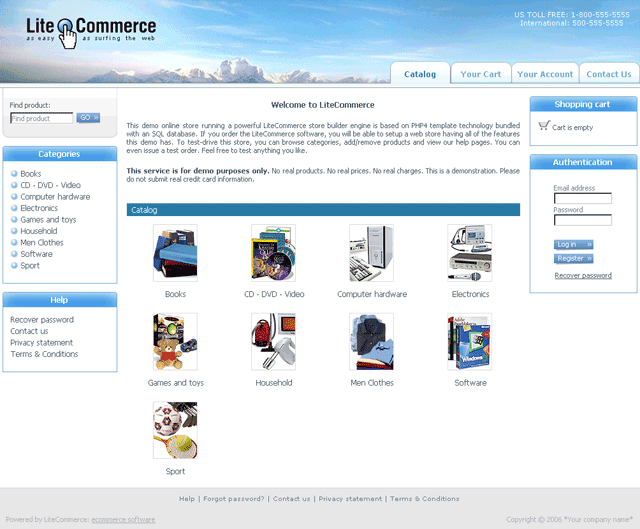 Lite Commerce
as easy as surfing the web
US TOLL FREE: 1-800-555-5555
International: 500-555-5555
Catalog
Your Cart
Your Account
Contact Us
Find product:
Find product
GO »
Categories
Books
CD - DVD - Video
Computer hardware
Electronics
Games and toys
Household
Men Clothes
Software
Sport
Help
Recover password
Contact us
Privacy statement
Terms & Conditions
Welcome to LiteCommerce
This demo online store running a powerful LiteCommerce store builder engine is based on PHP4 template technology bundled
with an SQL database. If you order the LiteCommerce software, you will be able to setup a web store having all of the features
this demo has. To test-drive this store, you can browse categories, add/remove products and view our help pages. You can
even issue a test order. Feel free to test anything you like.
This service is for demo purposes only. No real products. No real prices. No real charges. This is a demonstration. Please
do not submit real credit card information.
Catalog
Books
CD - DVD - Video
Computer hardware
Electronics
Games and toys
Household
Men Clothes
Software
Sport
Shopping cart
Cart is empty
Authentication
Email address
Password
Log in »
Register »
Recover password
Help | Forgot password? | Contact us | Privacy statement | Terms & Conditions
Powered by LiteCommerce: ecommerce software
Copyright © 2006 "Your company name"